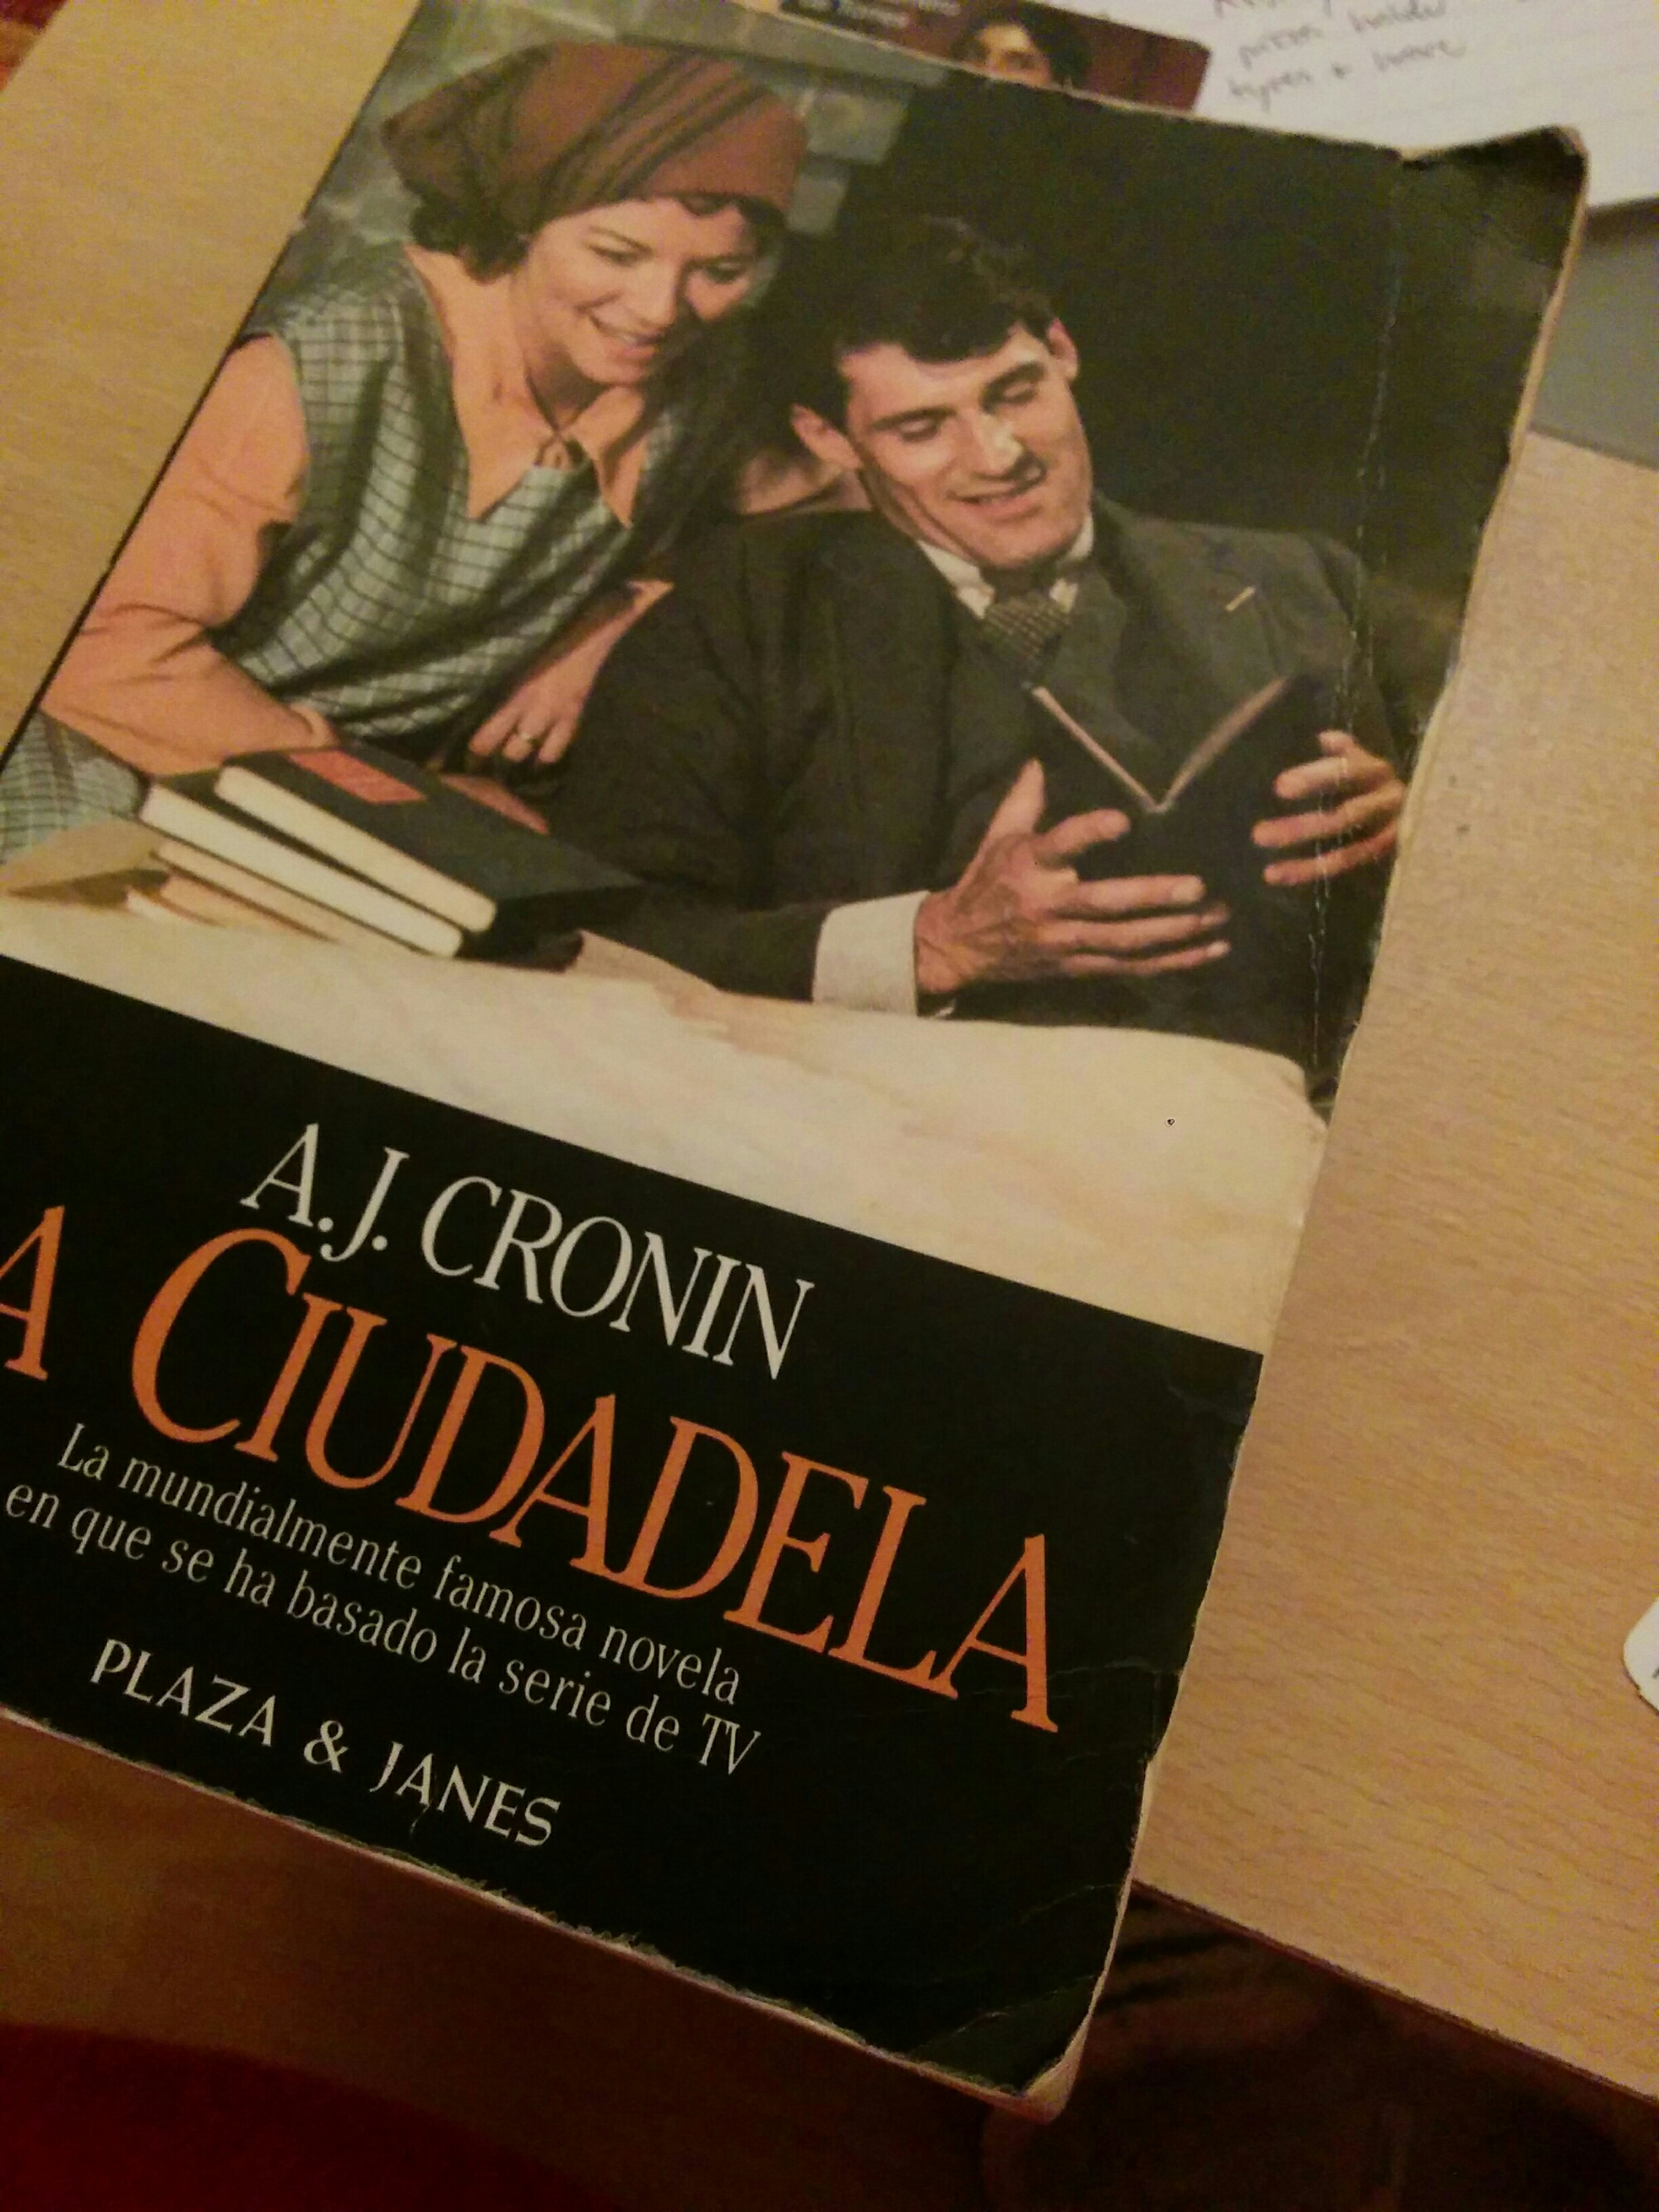 A.J. CRONIN
A CIUDADELA
La mundialmente famosa novela
en que se ha basado la serie de TV
PLAZA & JANES